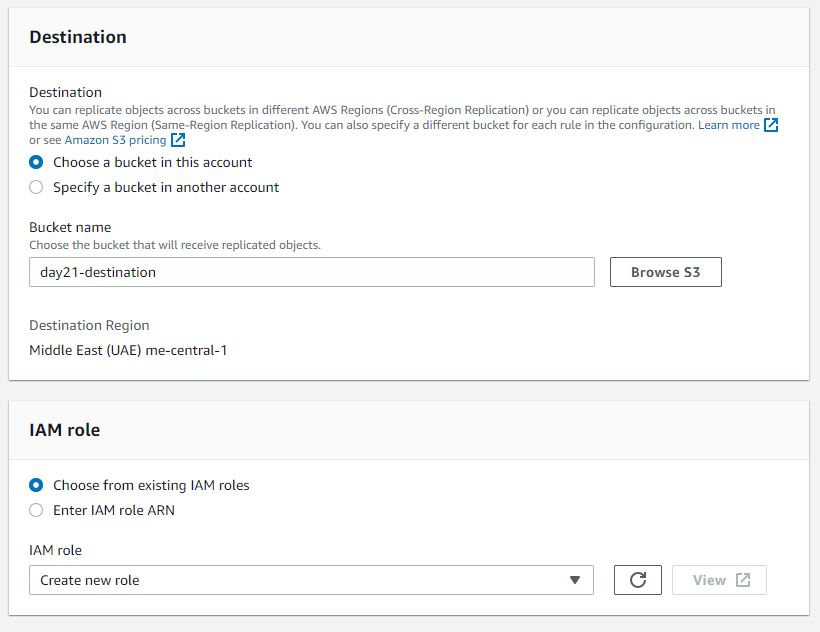 Destination
Destination
You can replicate objects across buckets in different AWS Regions (Cross-Region Replication) or you can replicate objects across buckets in
the same AWS Region (Same-Region Replication). You can also specify a different bucket for each rule in the configuration. Learn more
or see Amazon S3 pricing
Choose a bucket in this account
Specify a bucket in another account
Bucket name
Choose the bucket that will receive replicated objects.
day21-destination
Browse S3
Destination Region
Middle East (UAE) me-central-1
IAM role
Choose from existing IAM roles
Enter IAM role ARN
IAM role
Create new role
View